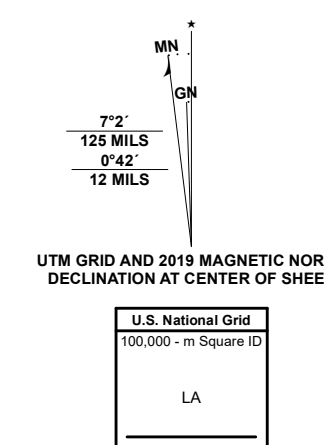 ★
MN
GN
7°2´
125 MILS
0°42´
12 MILS
UTM GRID AND 2019 MAGNETIC NOR
DECLINATION AT CENTER OF SHEE
U.S. National Grid
100,000 - m Square ID
LA